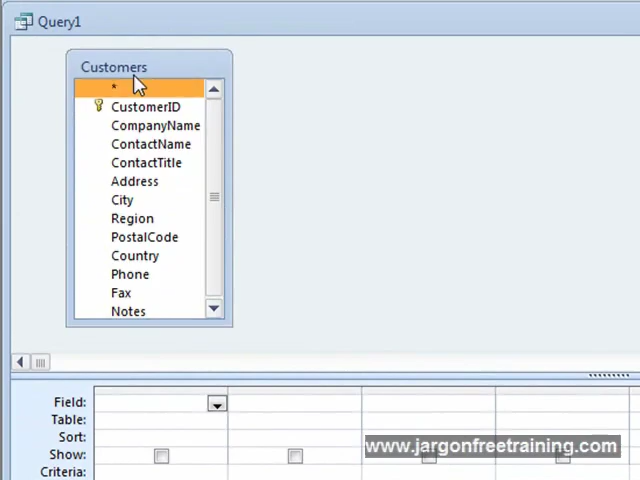 Query1
Customers
*
CustomerID
CompanyName
ContactName
ContactTitle
Address
City
Region
PostalCode
Country
Phone
Fax
Notes
Field:
Table:
Sort:
Show:
Criteria:
www.jargonfreetraining.com